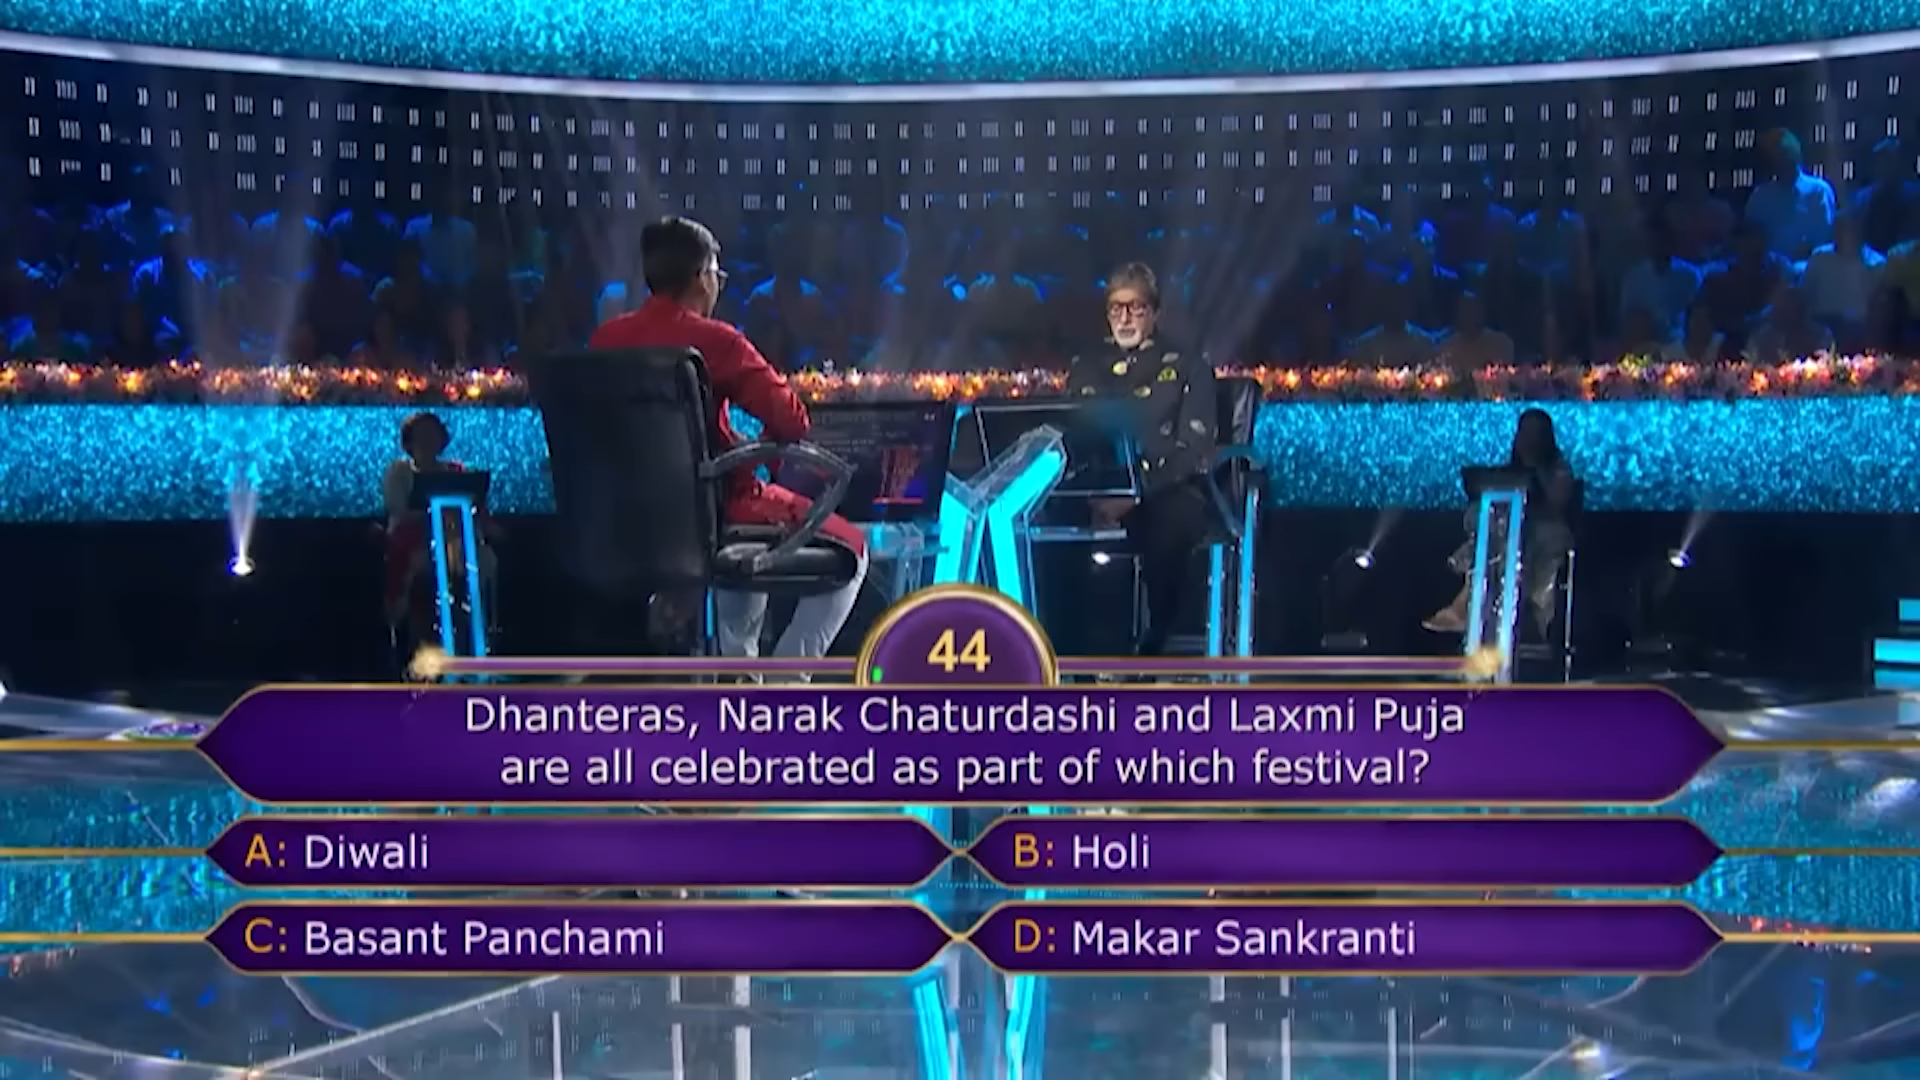 44
Dhanteras, Narak Chaturdashi and Laxmi Puja
are all celebrated as part of which festival?
A: Diwali
B: Holi
C: Basant Panchami
D: Makar Sankranti